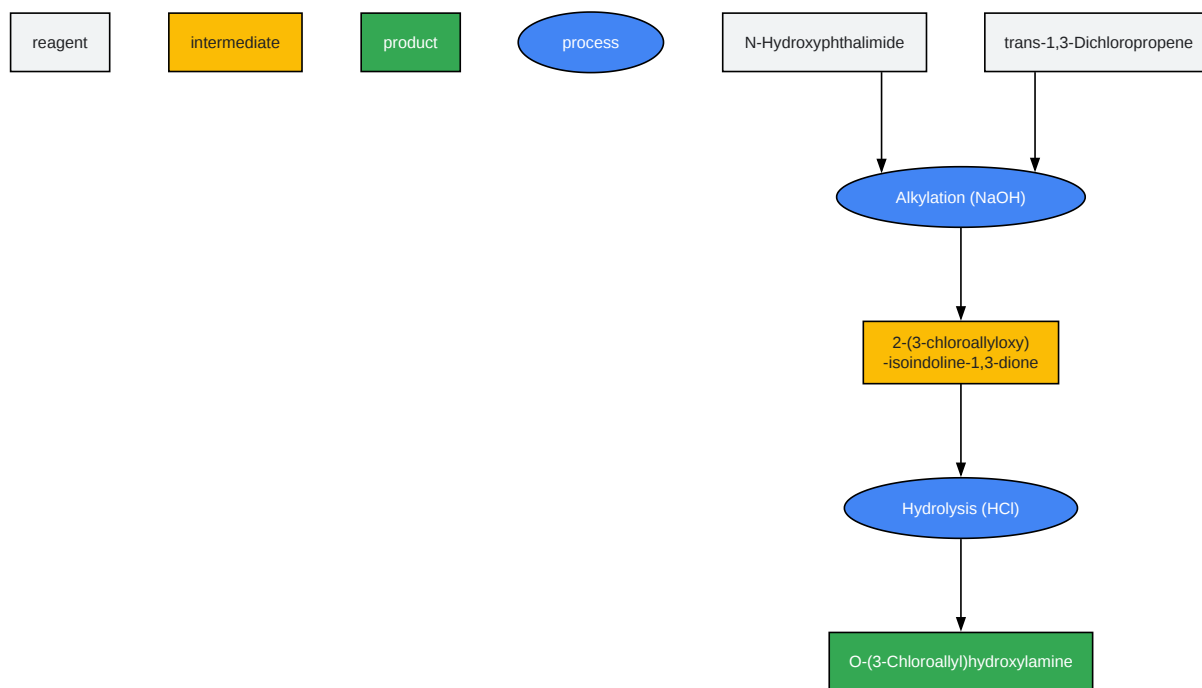 reagent
intermediate
product
process
N-Hydroxyphthalimide
trans-1,3-Dichloropropene
Alkylation (NaOH)
2-(3-chloroallyloxy)
-isoindoline-1,3-dione
Hydrolysis (HCl)
O-(3-Chloroallyl)hydroxylamine